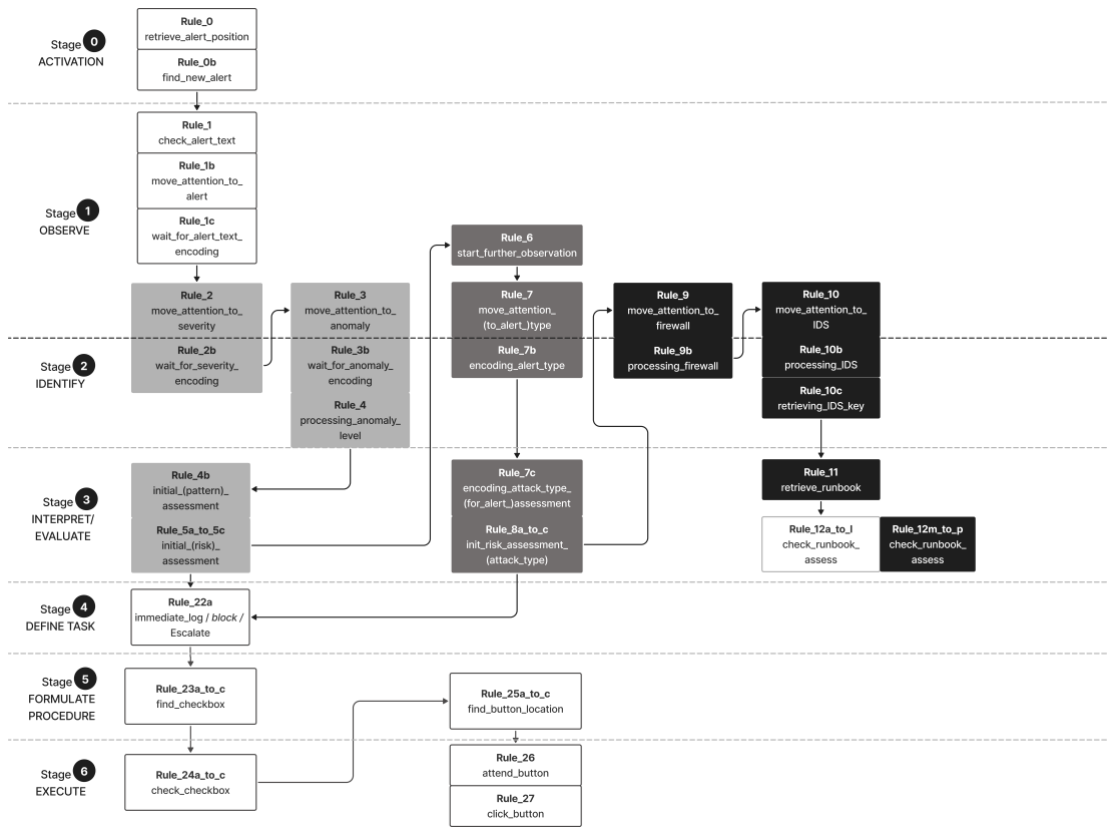 Stage 0
ACTIVATION
Rule_0
retrieve_alert_position
Rule_0b
find_new_alert
Stage 1
OBSERVE
Rule_1
check_alert_text
Rule_1b
move_attention_to_
alert
Rule_1c
wait_for_alert_text_
encoding
Rule_6
start_further_observation
Rule_2
move_attention_to_
severity
Rule_3
move_attention_to_
anomaly
Rule_7
move_attention_
(to_alert_)type
Rule_9
move_attention_to_
firewall
Rule_10
move_attention_to_
IDS
Stage 2
IDENTIFY
Rule_2b
wait_for_severity_
encoding
Rule_3b
wait_for_anomaly_
encoding
Rule_4
processing_anomaly_
level
Rule_7b
encoding_alert_type
Rule_9b
processing_firewall
Rule_10b
processing_IDS
Rule_10c
retrieving_IDS_key
Stage 3
INTERPRET/
EVALUATE
Rule_4b
initial_(pattern)_
assessment
Rule_5a_to_5c
initial_(risk)_
assessment
Rule_7c
encoding_attack_type_
(for_alert_)assessment
Rule_8a_to_c
init_risk_assessment_
(attack_type)
Rule_11
retrieve_runbook
Rule_12a_to_l
check_runbook_
assess
Rule_12m_to_p
check_runbook_
assess
Stage 4
DEFINE TASK
Rule_22a
immediate_log / block /
Escalate
Stage 5
FORMULATE
PROCEDURE
Rule_23a_to_c
find_checkbox
Rule_25a_to_c
find_button_location
Stage 6
EXECUTE
Rule_24a_to_c
check_checkbox
Rule_26
attend_button
Rule_27
click_button